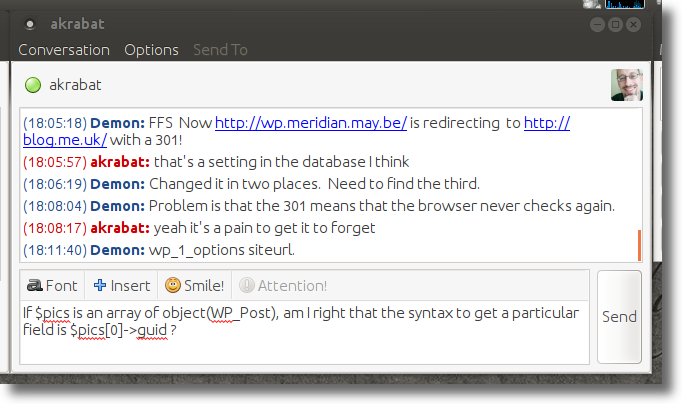 akrabat
Conversation Options Send To
akrabat
(18:05:18) Demon: FFS Now http://wp.meridian.may.be/ is redirecting to http://
blog.me.uk/ with a 301!
(18:05:57) akrabat: that's a setting in the database I think
(18:06:19) Demon: Changed it in two places. Need to find the third.
(18:08:04) Demon: Problem is that the 301 means that the browser never checks again.
(18:08:17) akrabat: yeah it's a pain to get it to forget
(18:11:40) Demon: wp_1_options siteurl.
Font Insert Smile! Attention!
If $pics is an array of object(WP_Post), am I right that the syntax to get a particular
field is $pics[0]->guid ?
Send